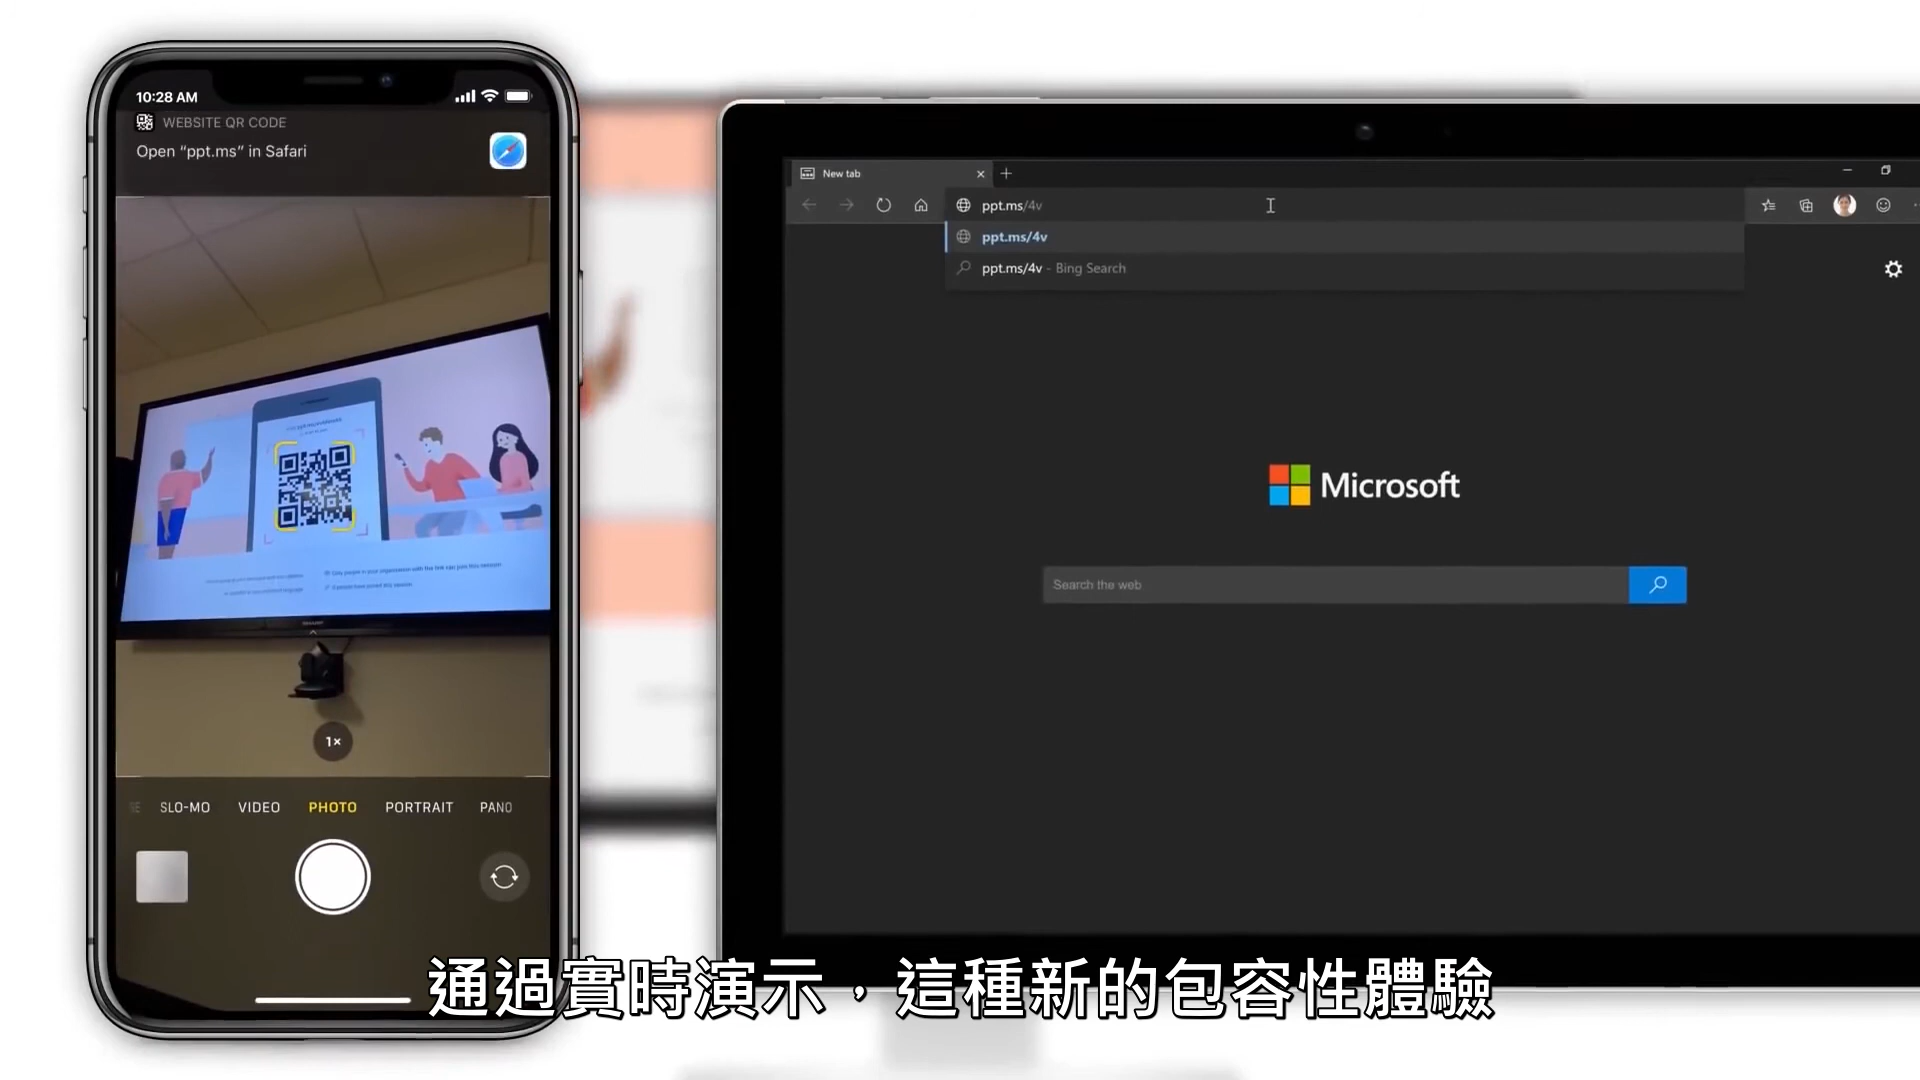 10:28 AM
WEBSITE QR CODE
Open “ppt.ms” in Safari
1×
SLO-MO VIDEO PHOTO PORTRAIT PANO
New tab
ppt.ms/4v
ppt.ms/4v
ppt.ms/4v - Bing Search
Microsoft
Search the web
通過實時演示，這種新的包容性體驗